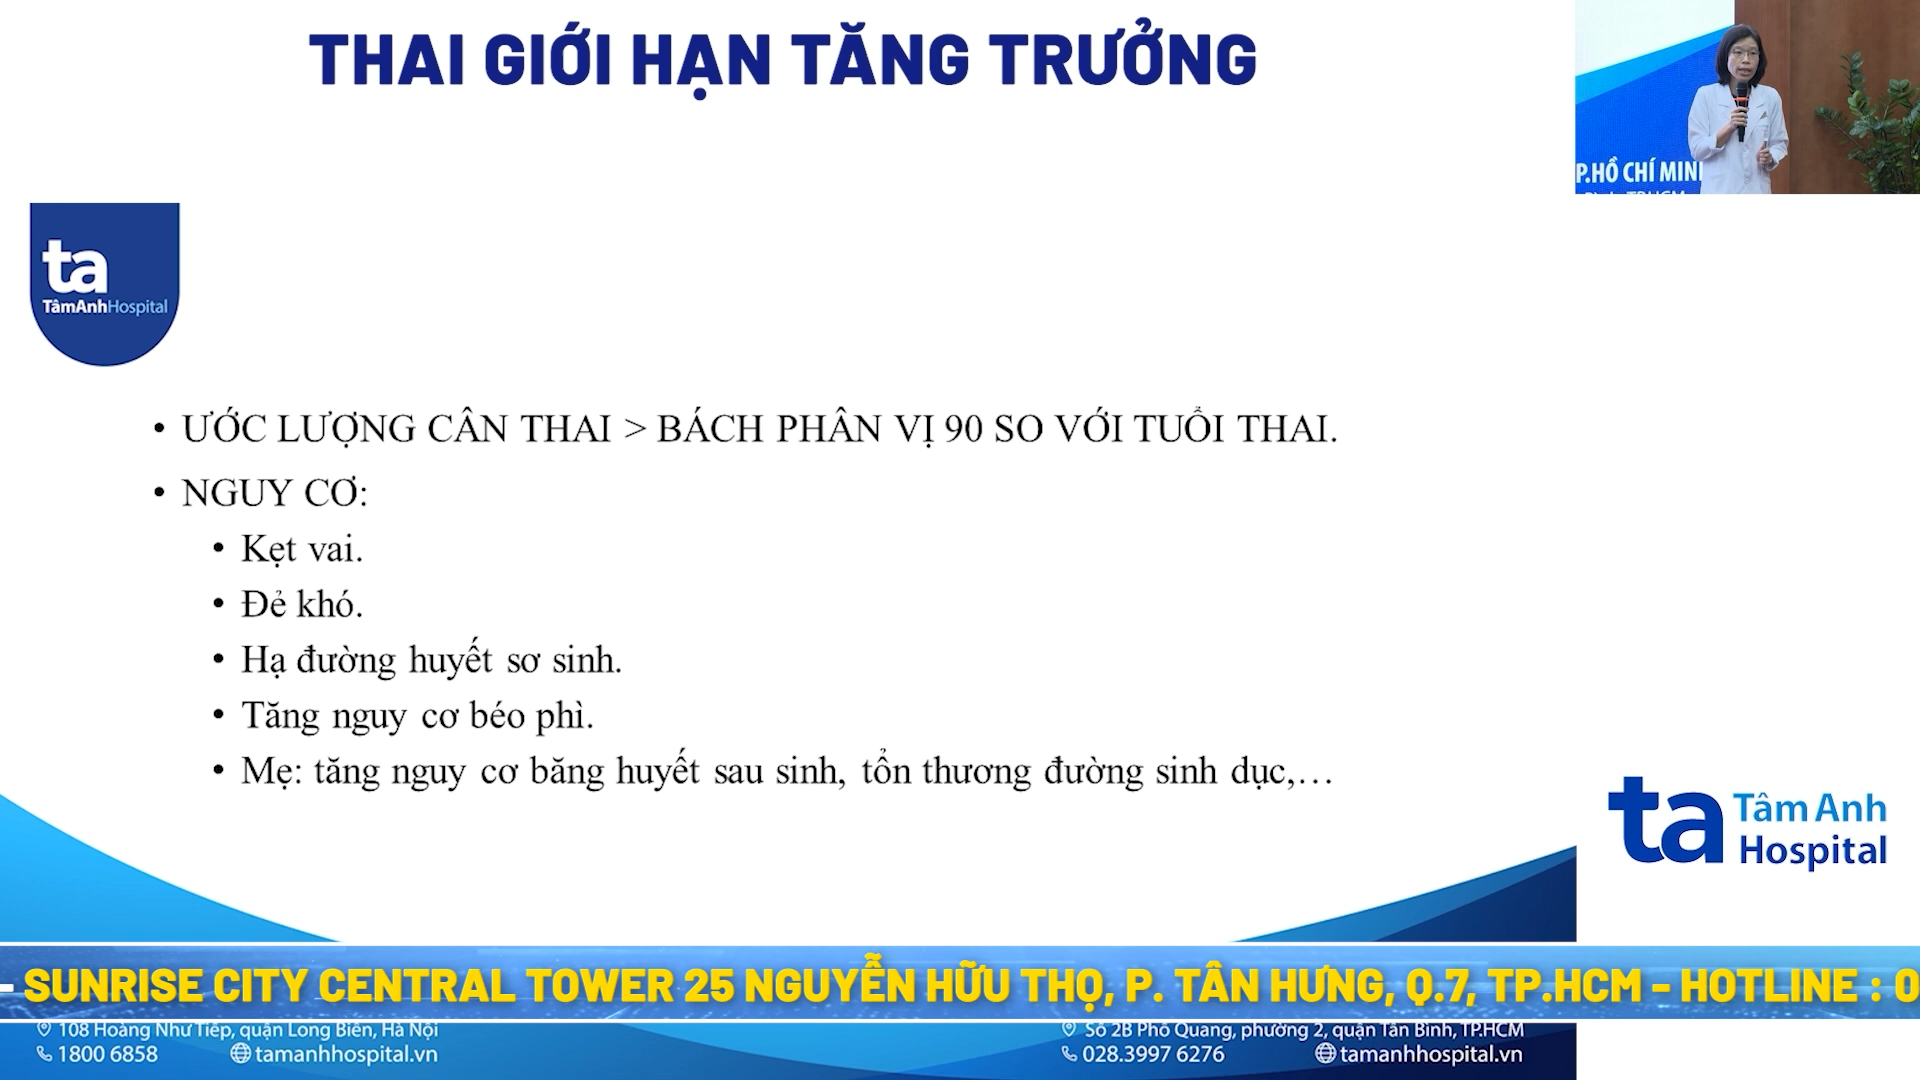 THAI GIỚI HẠN TĂNG TRƯỞNG
P.HỒ CHÍ MIN
ta
TâmAnhHospital
• ƯỚC LƯỢNG CÂN THAI > BÁCH PHÂN VỊ 90 SO VỚI TUỔI THAI.
• NGUY CƠ:
• Kẹt vai.
• Đẻ khó.
• Hạ đường huyết sơ sinh.
• Tăng nguy cơ béo phì.
• Mẹ: tăng nguy cơ băng huyết sau sinh, tổn thương đường sinh dục,…
ta Tâm Anh
Hospital
- SUNRISE CITY CENTRAL TOWER 25 NGUYỄN HỮU THỌ, P. TÂN HƯNG, Q.7, TP.HCM - HOTLINE : 0
108 Hoàng Như Tiếp, quận Long Biên, Hà Nội
1800 6858 tamanhhospital.vn
Số 2B Phổ Quang, phường 2, quận Tân Bình, TP.HCM
028.3997 6276 tamanhhospital.vn